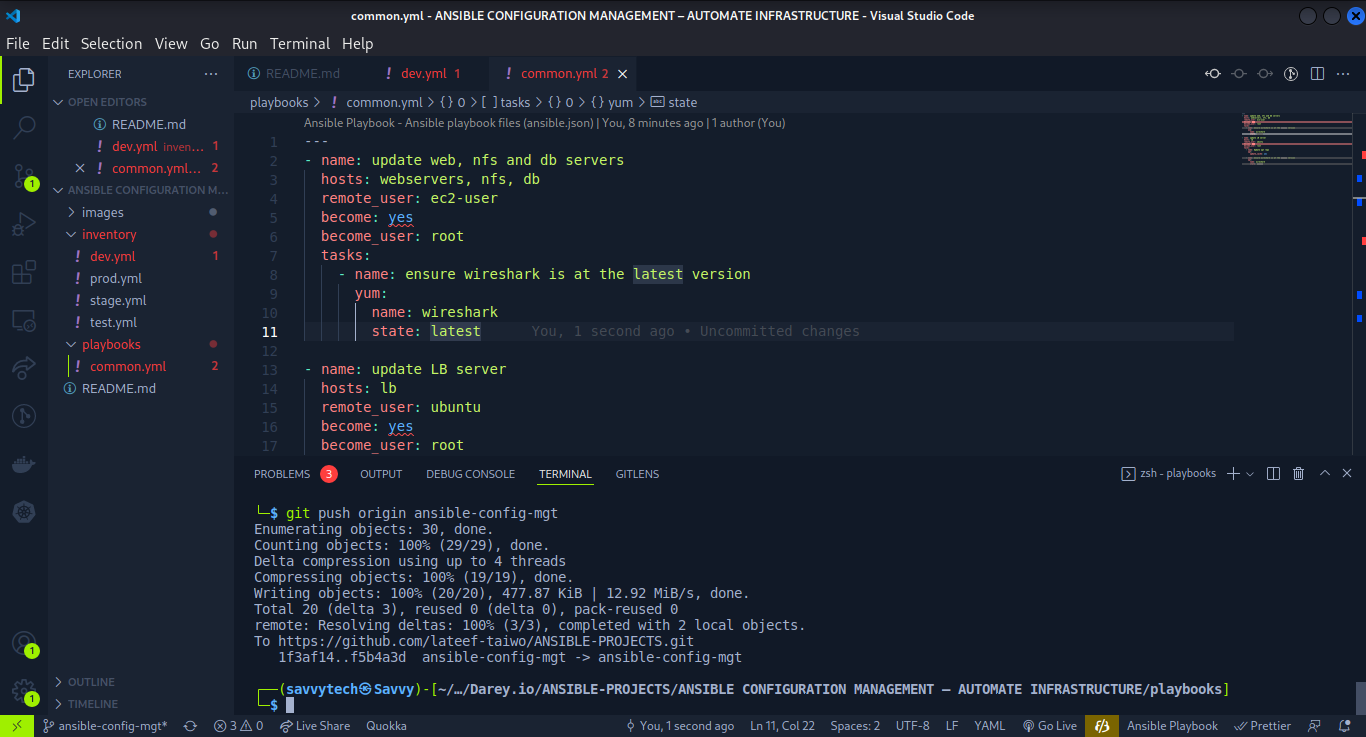 common.yml - ANSIBLE CONFIGURATION MANAGEMENT – AUTOMATE INFRASTRUCTURE - Visual Studio Code
File Edit Selection View Go Run Terminal Help
EXPLORER
README.md
dev.yml 1
common.yml 2
OPEN EDITORS
README.md
dev.yml inven... 1
common.yml... 2
ANSIBLE CONFIGURATION M...
images
inventory
dev.yml 1
prod.yml
stage.yml
test.yml
playbooks
common.yml 2
README.md
OUTLINE
TIMELINE
1
1
1
playbooks > ! common.yml > {} 0 > [ ] tasks > {} 0 > {} yum > abc state
Ansible Playbook - Ansible playbook files (ansible.json) | You, 8 minutes ago | 1 author (You)
1 ---
2 - name: update web, nfs and db servers
3 hosts: webservers, nfs, db
4 remote_user: ec2-user
5 become: yes
6 become_user: root
7 tasks:
8 - name: ensure wireshark is at the latest version
9 yum:
10 name: wireshark
11 state: latest You, 1 second ago • Uncommitted changes
12
13 - name: update LB server
14 hosts: lb
15 remote_user: ubuntu
16 become: yes
17 become_user: root
PROBLEMS 3 OUTPUT DEBUG CONSOLE TERMINAL GITLENS
zsh - playbooks
└─$ git push origin ansible-config-mgt
Enumerating objects: 30, done.
Counting objects: 100% (29/29), done.
Delta compression using up to 4 threads
Compressing objects: 100% (19/19), done.
Writing objects: 100% (20/20), 477.87 KiB | 12.92 MiB/s, done.
Total 20 (delta 3), reused 0 (delta 0), pack-reused 0
remote: Resolving deltas: 100% (3/3), completed with 2 local objects.
To https://github.com/lateef-taiwo/ANSIBLE-PROJECTS.git
1f3af14..f5b4a3d ansible-config-mgt -> ansible-config-mgt
┌──(savvytech㉿Savvy)-[~/…/Darey.io/ANSIBLE-PROJECTS/ANSIBLE CONFIGURATION MANAGEMENT – AUTOMATE INFRASTRUCTURE/playbooks]
└─$
ansible-config-mgt* 3 0 Live Share Quokka You, 1 second ago Ln 11, Col 22 Spaces: 2 UTF-8 LF YAML Go Live Ansible Playbook Prettier